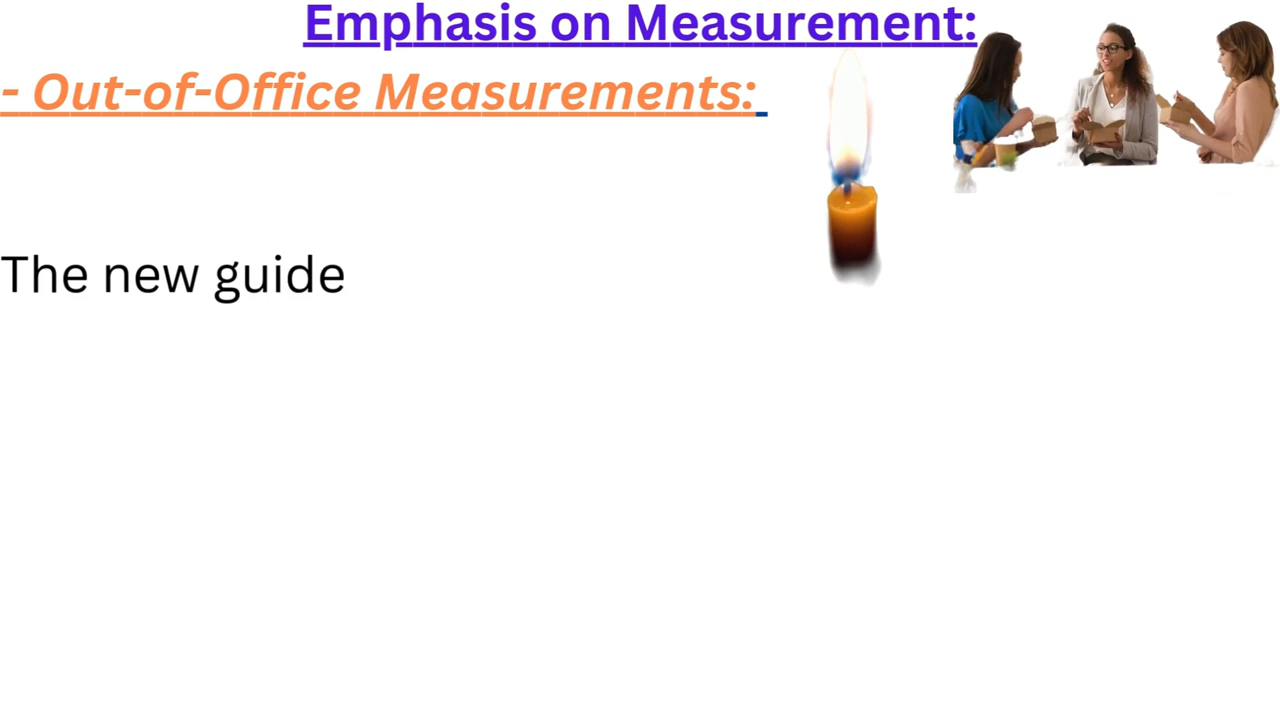 Emphasis on Measurement:
- Out-of-Office Measurements:
The new guide